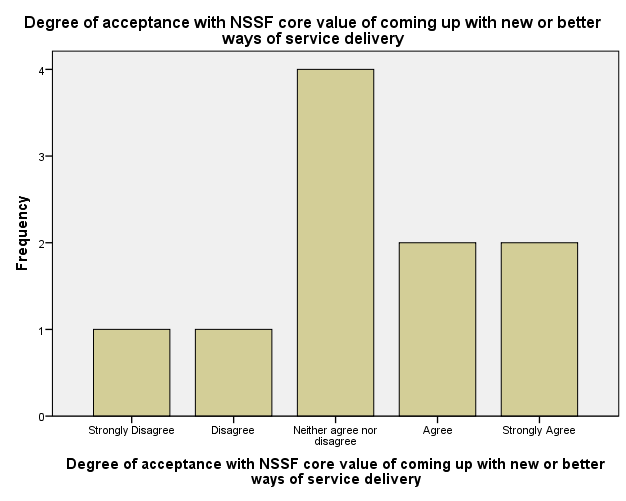 Degree of acceptance with NSSF core value of coming up with new or better
ways of service delivery
4
3
2
1
0
Frequency
Strongly Disagree
Disagree
Neither agree nor
disagree
Agree
Strongly Agree
Degree of acceptance with NSSF core value of coming up with new or better
ways of service delivery